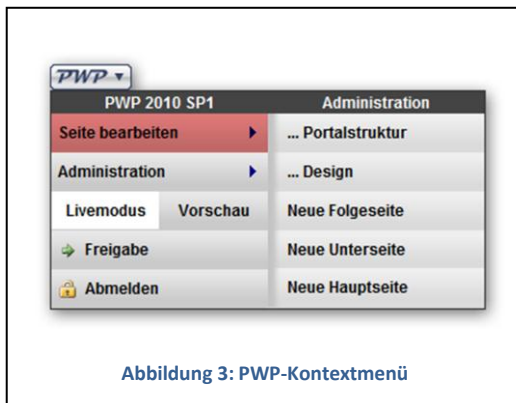 PWP
PWP 2010 SP1 Administration
Seite bearbeiten ... Portalstruktur
Administration ... Design
Livemodus Vorschau Neue Folgeseite
Freigabe Neue Unterseite
Abmelden Neue Hauptseite
Abbildung 3: PWP-Kontextmenü